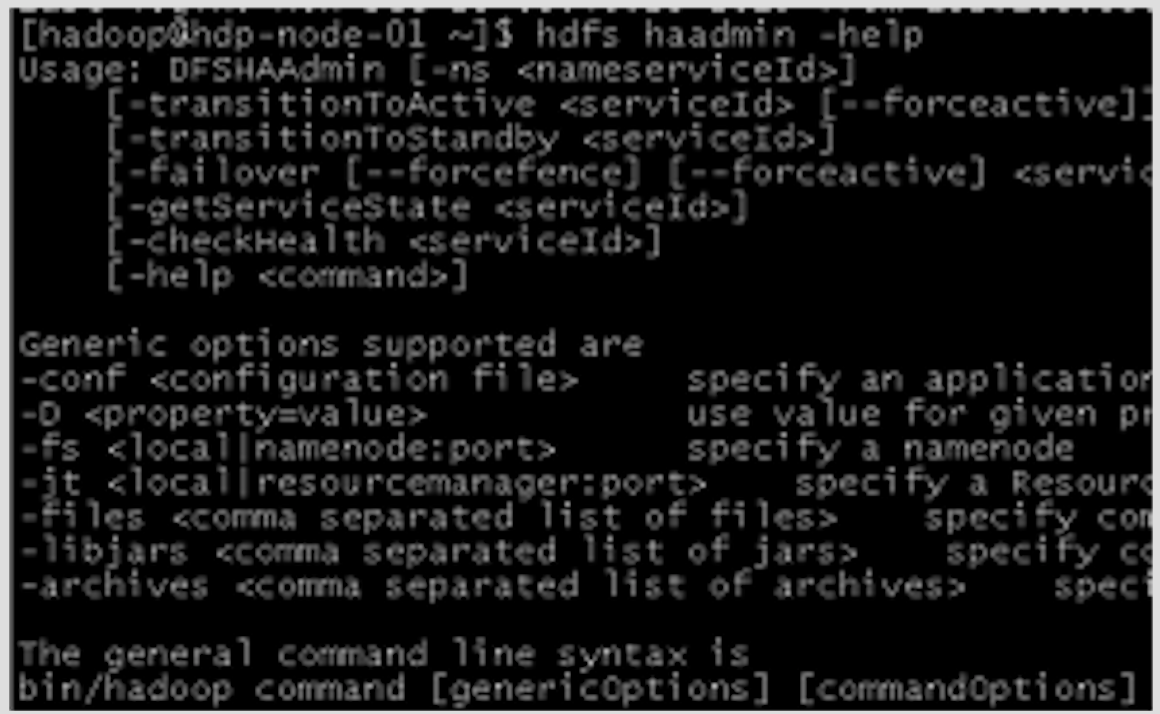 [hadoop@hdp-node-01 ~]$ hdfs haadmin -help
Usage: DFSHAAdmin [-ns <nameserviceId>]
    [-transitionToActive <serviceId> [--forceactive]]
    [-transitionToStandby <serviceId>]
    [-failover [--forcefence] [--forceactive] <servic
    [-getServiceState <serviceId>]
    [-checkHealth <serviceId>]
    [-help <command>]

Generic options supported are
-conf <configuration file>     specify an application
-D <property=value>            use value for given pr
-fs <local|namenode:port>      specify a namenode
-jt <local|resourcemanager:port>    specify a Resourc
-files <comma separated list of files>    specify com
-libjars <comma separated list of jars>    specify co
-archives <comma separated list of archives>    speci

The general command line syntax is
bin/hadoop command [genericOptions] [commandOptions]